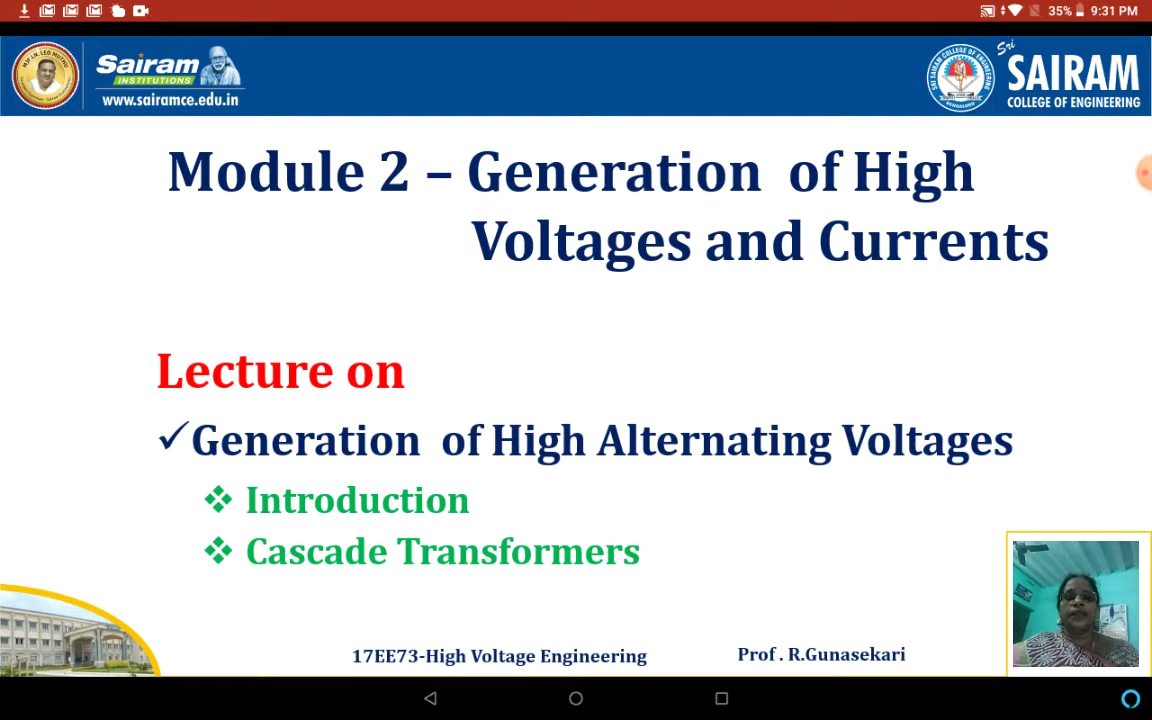 35% 9:31 PM
Sairam
INSTITUTIONS
www.sairamce.edu.in
Sri
SAIRAM
COLLEGE OF ENGINEERING
Module 2 – Generation of High
Voltages and Currents
Lecture on
✓Generation of High Alternating Voltages
❖ Introduction
❖ Cascade Transformers
17EE73-High Voltage Engineering
Prof . R.Gunasekari